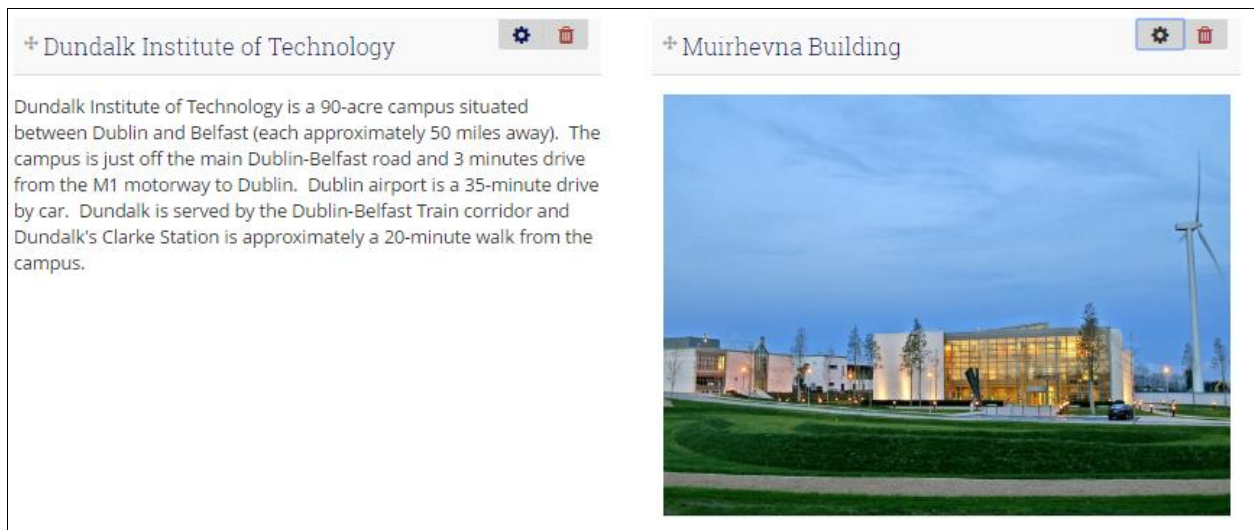 Dundalk Institute of Technology
Dundalk Institute of Technology is a 90-acre campus situated
between Dublin and Belfast (each approximately 50 miles away).  The
campus is just off the main Dublin-Belfast road and 3 minutes drive
from the M1 motorway to Dublin.  Dublin airport is a 35-minute drive
by car.  Dundalk is served by the Dublin-Belfast Train corridor and
Dundalk's Clarke Station is approximately a 20-minute walk from the
campus.
Muirhevna Building